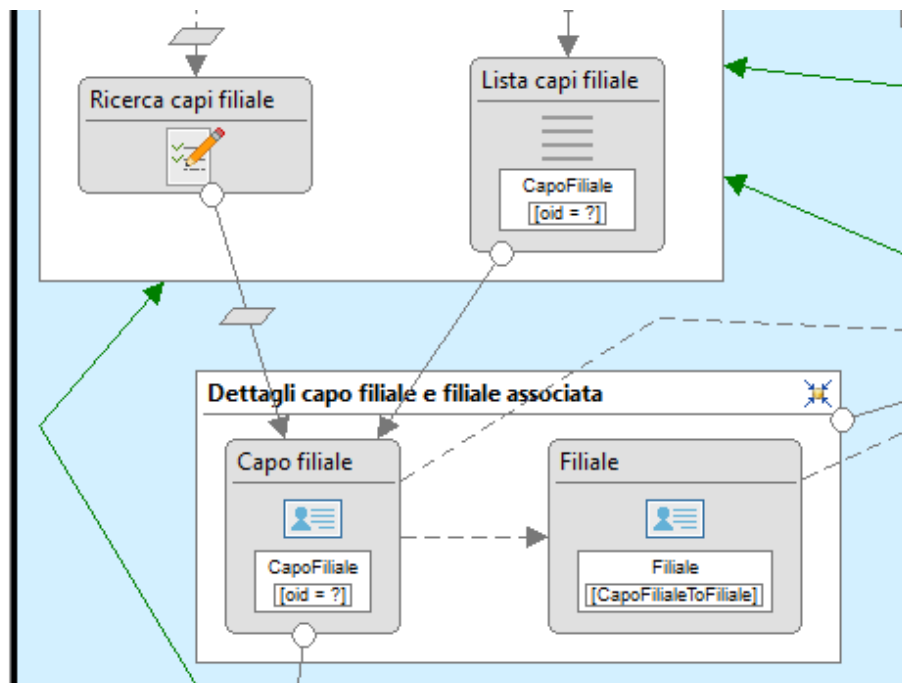 Ricerca capi filiale
Lista capi filiale
CapoFiliale
[oid = ?]
Dettagli capo filiale e filiale associata
Capo filiale
CapoFiliale
[oid = ?]
Filiale
Filiale
[CapoFilialeToFiliale]